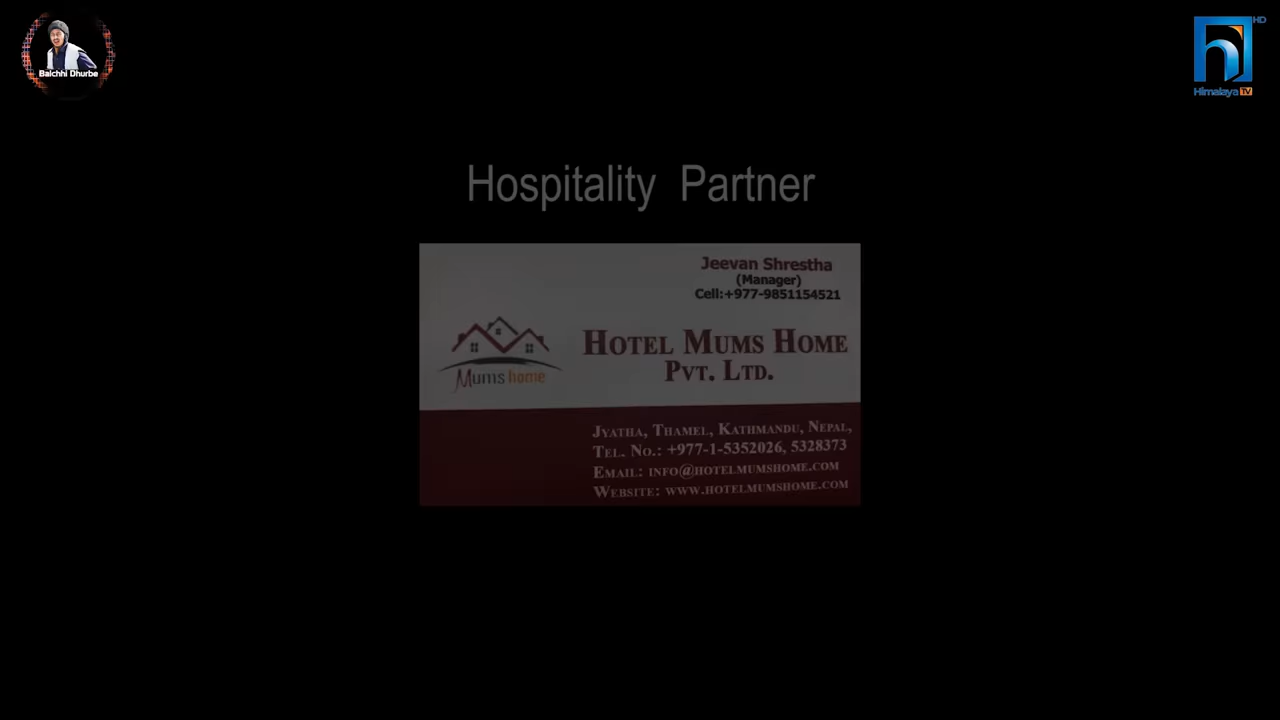 Baichhi Dhurbe
HD
Himalaya TV
Hospitality Partner
Jeevan Shrestha
(Manager)
Cell:+977-9851154521
Mums home
HOTEL MUMS HOME
PVT. LTD.
JYATHA, THAMEL, KATHMANDU, NEPAL,
TEL. NO.: +977-1-5352026, 5328373
EMAIL: INFO@HOTELMUMSHOME.COM
WEBSITE: WWW.HOTELMUMSHOME.COM